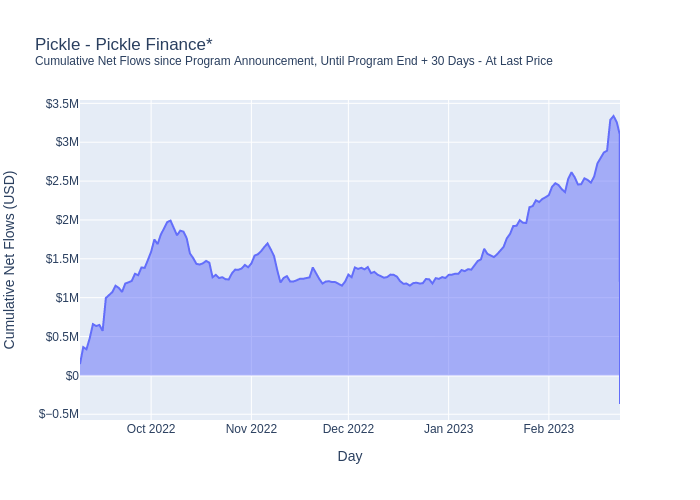 Pickle - Pickle Finance*
Cumulative Net Flows since Program Announcement, Until Program End + 30 Days - At Last Price
Cumulative Net Flows (USD)
$3.5M
$3M
$2.5M
$2M
$1.5M
$1M
$0.5M
$0
$−0.5M
Oct 2022
Nov 2022
Dec 2022
Jan 2023
Feb 2023
Day